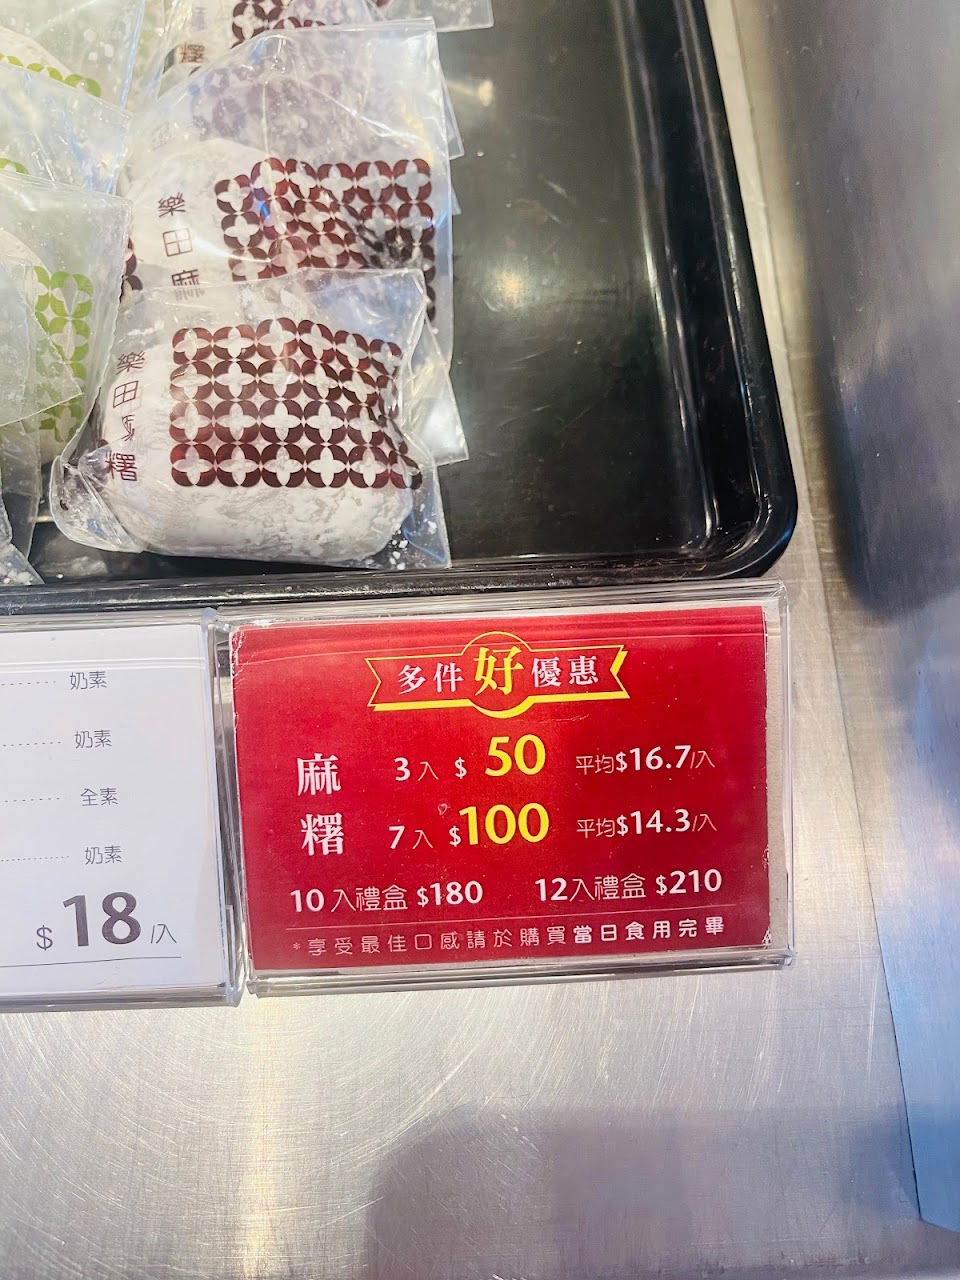 樂田麻
樂田麻糬
奶素
奶素
全素
奶素
$18/入
多件好優惠
麻糬
3入 $50 平均$16.7/入
7入 $100 平均$14.3/入
10入禮盒 $180 12入禮盒 $210
*享受最佳口感請於購買當日食用完畢